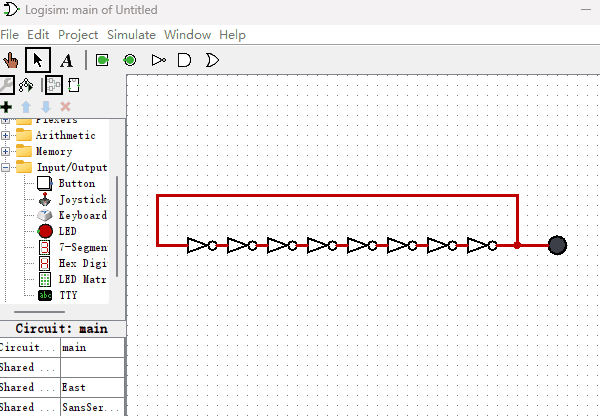 Logisim: main of Untitled
File Edit Project Simulate Window Help
A
Plexers
Arithmetic
Memory
Input/Output
Button
Joystick
Keyboard
LED
7-Segmen
Hex Digi
LED Matr
abc TTY
Circuit: main
Circuit... main
Shared ...
Shared ... East
Shared ... SansSer...